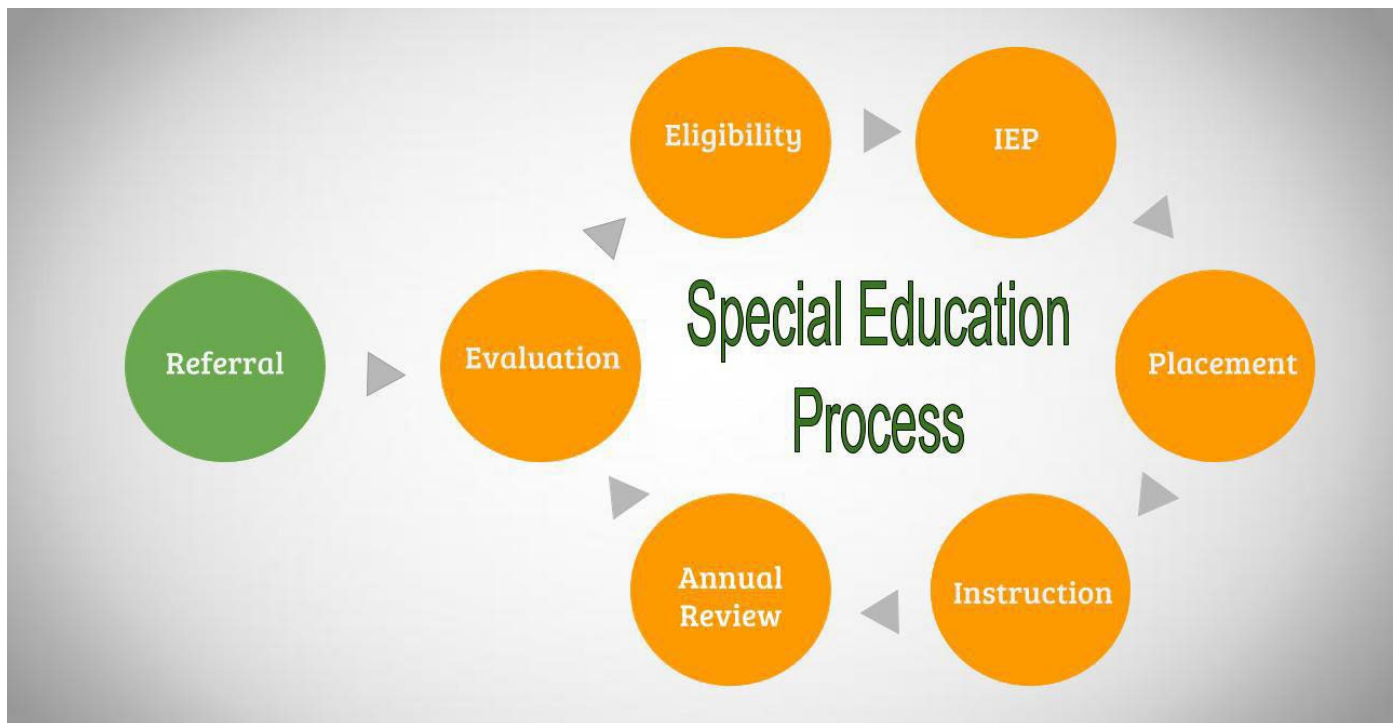 Referral
Evaluation
Eligibility
IEP
Placement
Instruction
Annual
Review
Special Education
Process